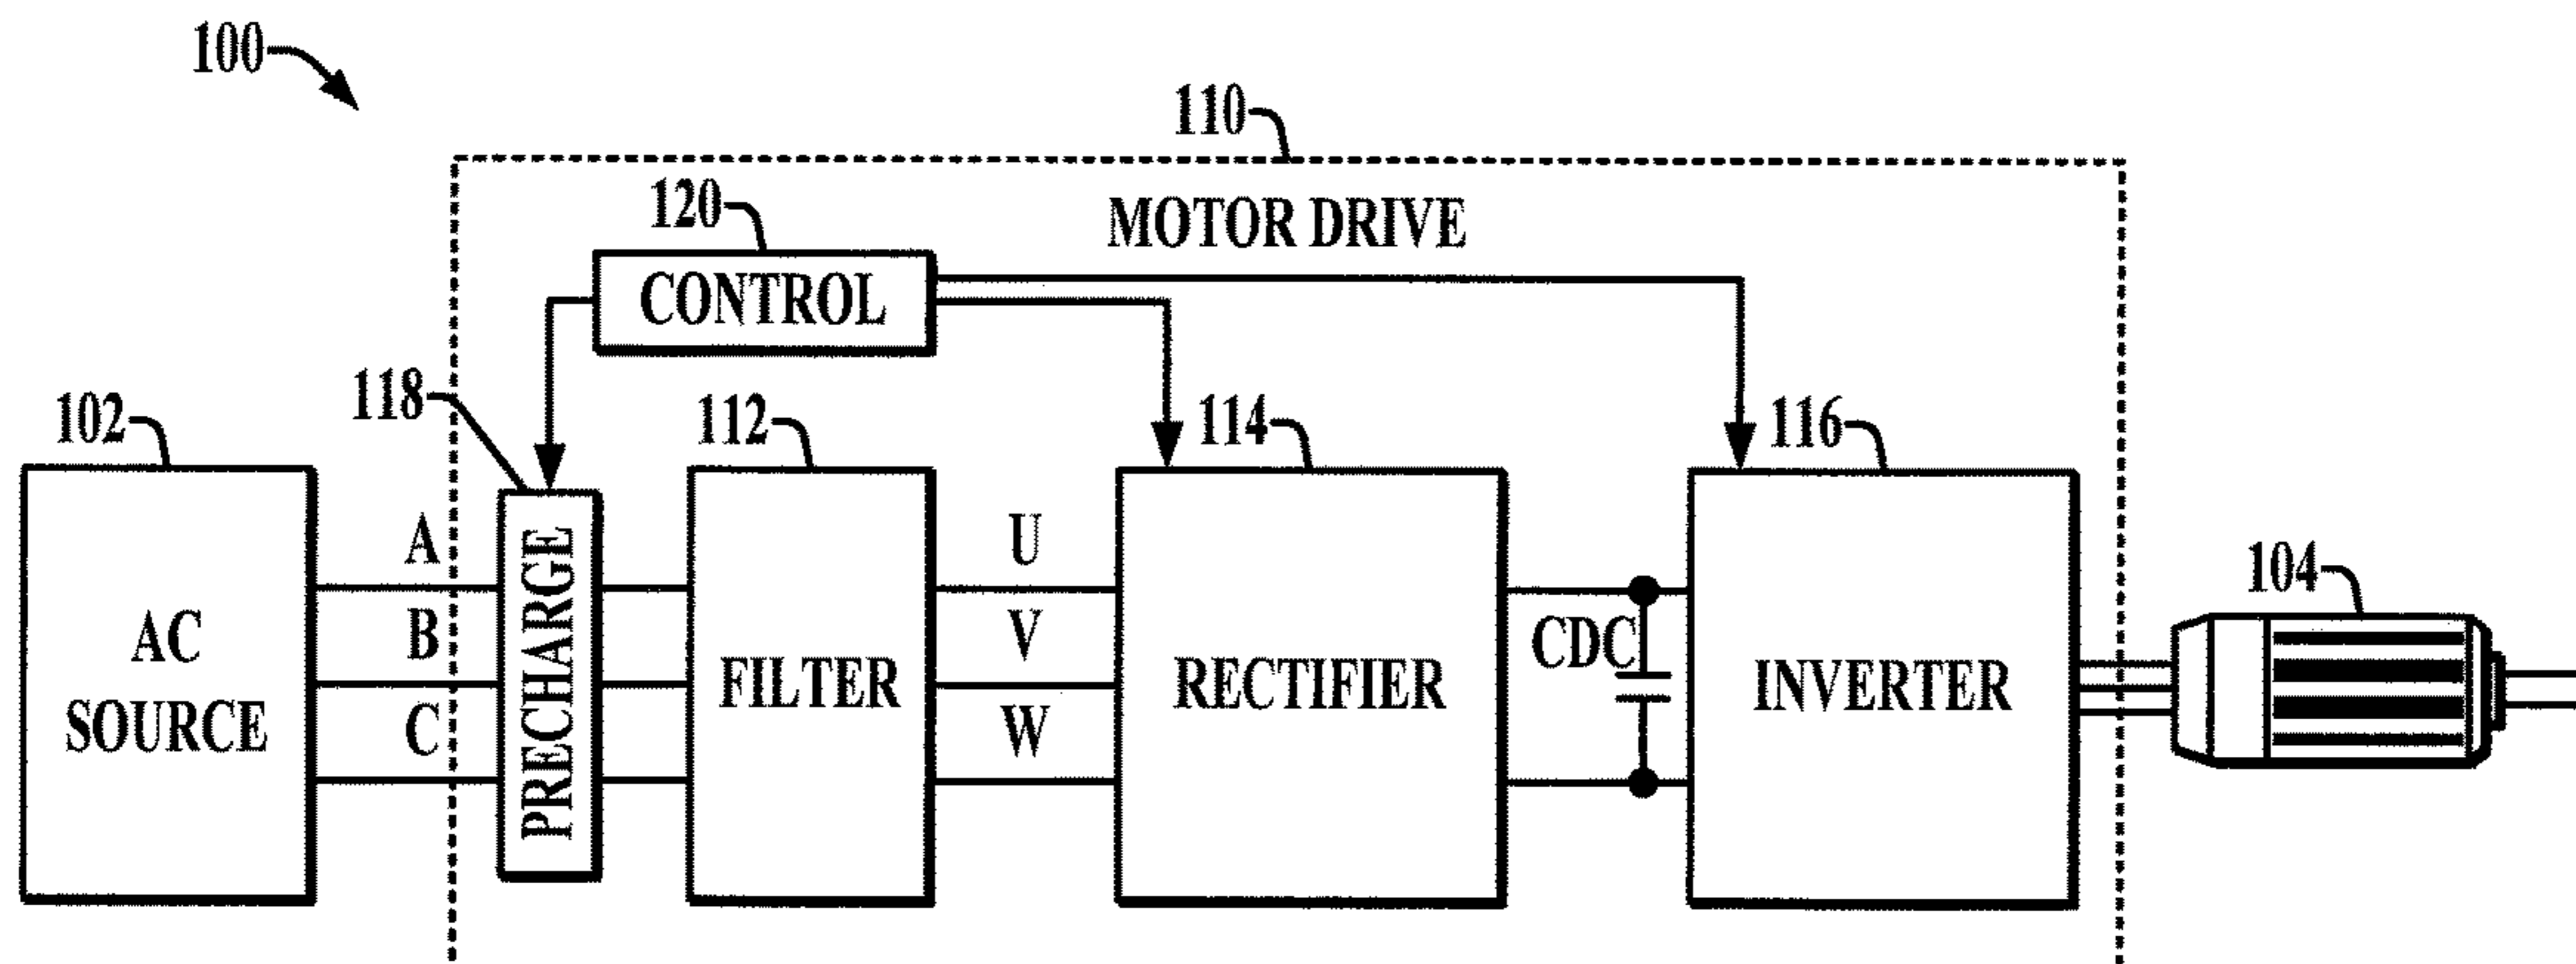 100
110
MOTOR DRIVE
120
CONTROL
118
102
112
114
116
AC
SOURCE
A
B
C
PRECHARGE
FILTER
U
V
W
RECTIFIER
CDC
INVERTER
104